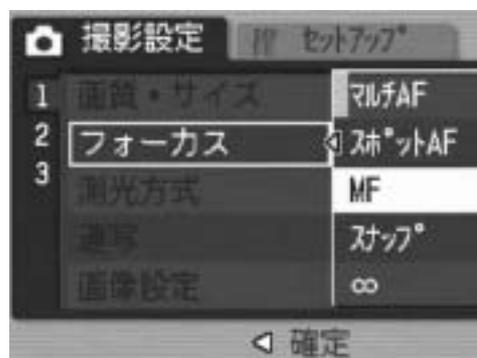 撮影設定 セットアップ
1 画質・サイズ マルチAF
2 フォーカス スポットAF
3 測光方式 MF
連写 スナップ
画像設定 ∞
確定